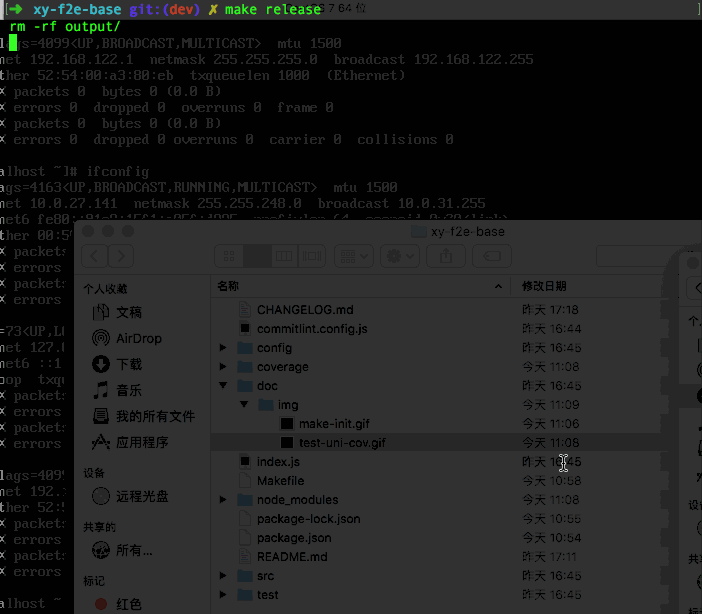 [➜ xy-f2e-base git:(dev) ✗ make release 7 64 位 ]
rm -rf output/
gs=4099<UP,BROADCAST,MULTICAST> mtu 1500
net 192.168.122.1 netmask 255.255.255.0 broadcast 192.168.122.255
ther 52:54:00:a3:80:eb txqueuelen 1000 (Ethernet)
X packets 0 bytes 0 (0.0 B)
X errors 0 dropped 0 overruns 0 frame 0
X packets 0 bytes 0 (0.0 B)
X errors 0 dropped 0 overruns 0 carrier 0 collisions 0
alhost ~]# ifconfig
ags=4163<UP,BROADCAST,RUNNING,MULTICAST> mtu 1500
net 10.0.27.141 netmask 255.255.248.0 broadcast 10.0.31.255
net6
ther 00:5
X packets
X errors
X packets
X errors
=73<UP,LO
net 127.0
net6 ::1
oop txqu
X packets
X errors
X packets
X errors
lags=4099
net 192.
ther 52:5
X packets
X errors
X packets
X errors
alhost ~]#
xy-f2e-base
个人收藏
文稿
AirDrop
下载
音乐
我的所有文件
应用程序
设备
远程光盘
共享的
所有...
标记
红色
名称 修改日期
CHANGELOG.md 昨天 17:18
commitlint.config.js 昨天 16:44
config 昨天 16:45
coverage 今天 11:08
doc 昨天 16:45
img 今天 11:09
make-init.gif 今天 11:06
test-uni-cov.gif 今天 11:08
index.js 昨天 16:45
Makefile 今天 10:58
node_modules 今天 11:08
package-lock.json 今天 10:55
package.json 今天 10:54
README.md 昨天 17:11
src 昨天 16:45
test 昨天 16:45